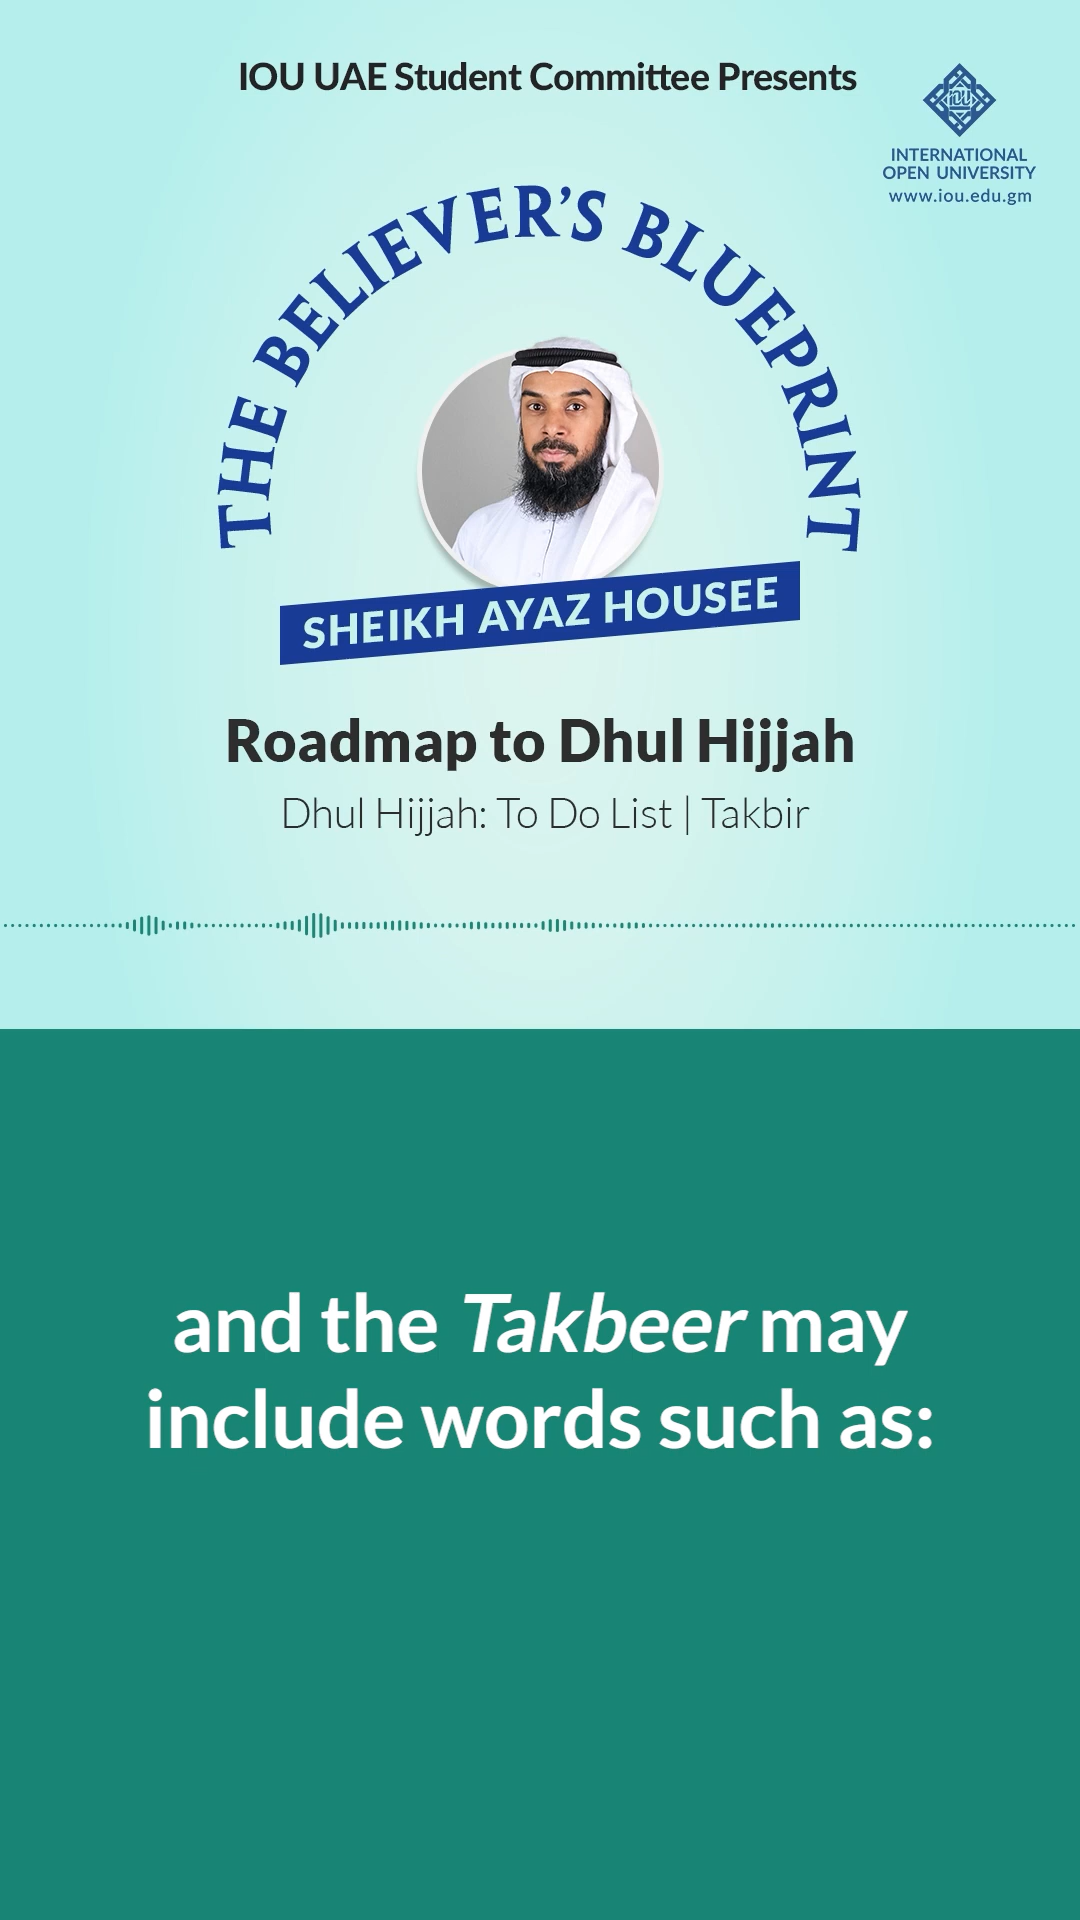 IOU UAE Student Committee Presents
iou
INTERNATIONAL
OPEN UNIVERSITY
www.iou.edu.gm
THE BELIEVER'S BLUEPRINT
SHEIKH AYAZ HOUSEE
Roadmap to Dhul Hijjah
Dhul Hijjah: To Do List | Takbir
and the Takbeer may
include words such as: